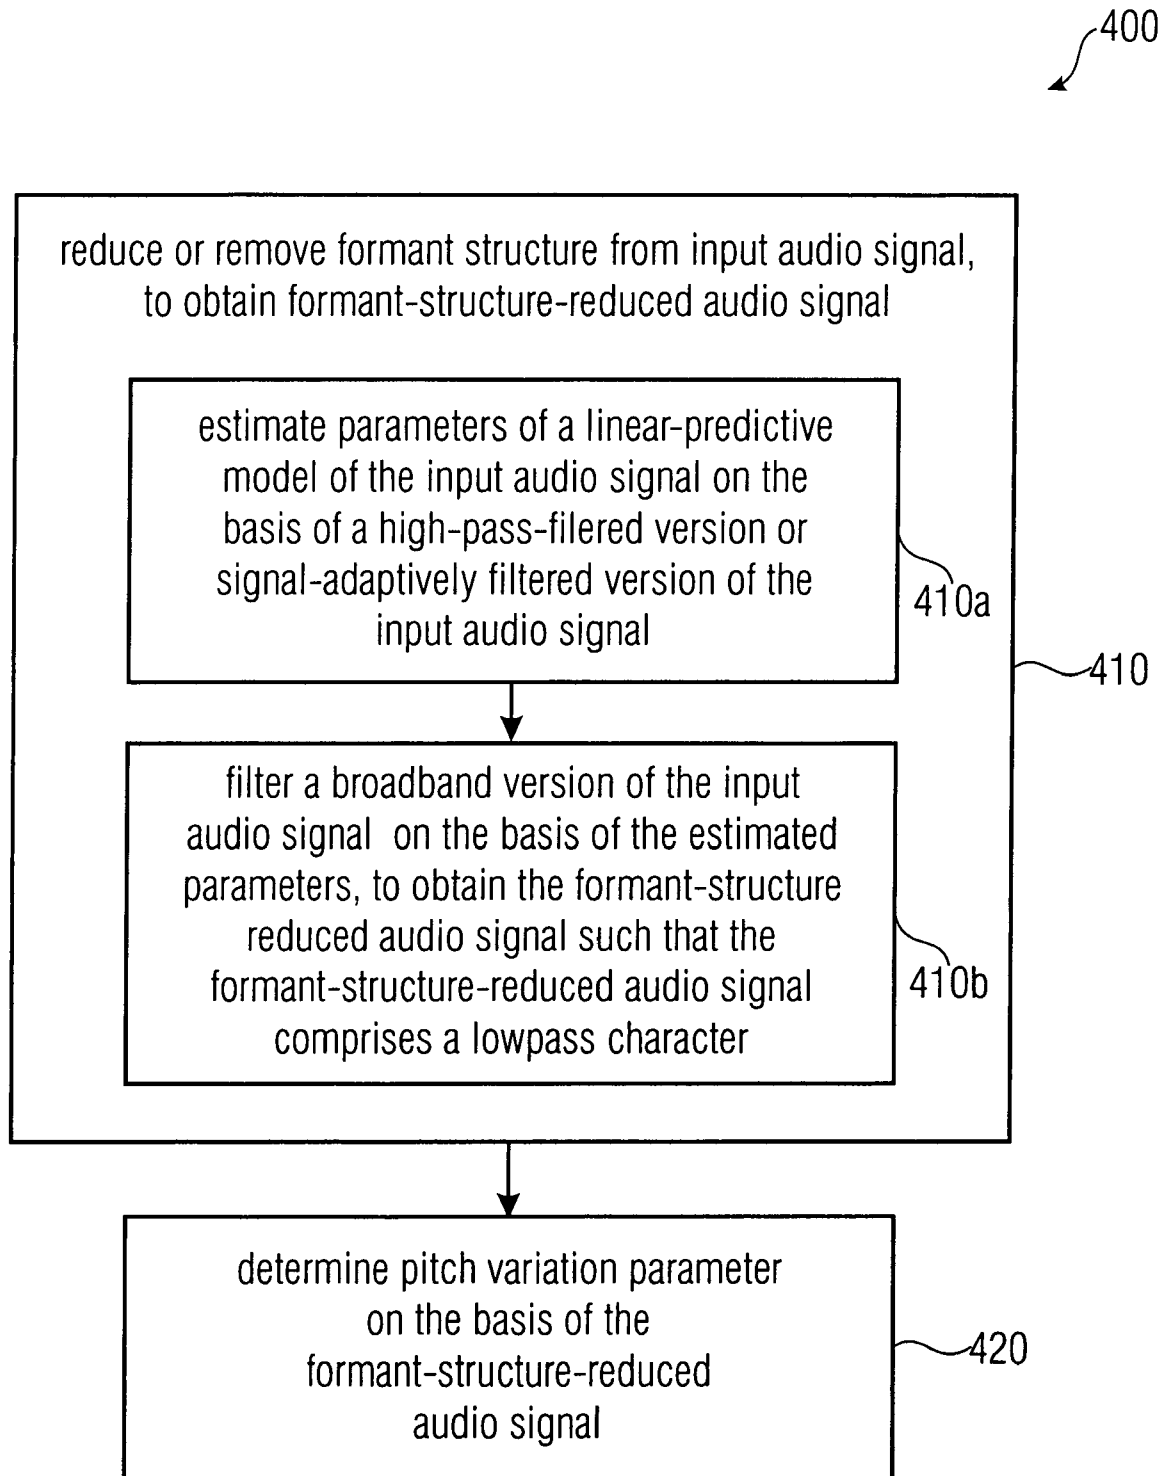 400
reduce or remove formant structure from input audio signal,
to obtain formant-structure-reduced audio signal
estimate parameters of a linear-predictive
model of the input audio signal on the
basis of a high-pass-filered version or
signal-adaptively filtered version of the
input audio signal
410a
410
filter a broadband version of the input
audio signal on the basis of the estimated
parameters, to obtain the formant-structure
reduced audio signal such that the
formant-structure-reduced audio signal
comprises a lowpass character
410b
determine pitch variation parameter
on the basis of the
formant-structure-reduced
audio signal
420